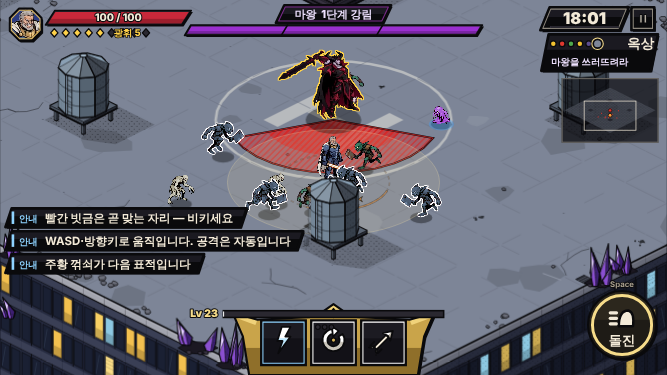 100 / 100
광휘 5
마왕 1단계 강림
18:01
옥상
마왕을 쓰러뜨려라
안내 빨간 빗금은 곧 맞는 자리 — 비키세요
안내 WASD·방향키로 움직입니다. 공격은 자동입니다
안내 주황 꺾쇠가 다음 표적입니다
Lv 23
Space
돌진